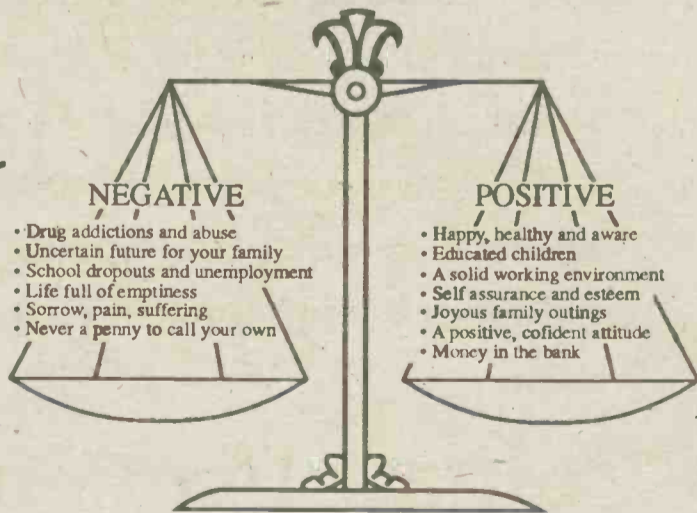 NEGATIVE
• Drug addictions and abuse
• Uncertain future for your family
• School dropouts and unemployment
• Life full of emptiness
• Sorrow, pain, suffering
• Never a penny to call your own
POSITIVE
• Happy, healthy and aware
• Educated children
• A solid working environment
• Self assurance and esteem
• Joyous family outings
• A positive, cofident attitude
• Money in the bank